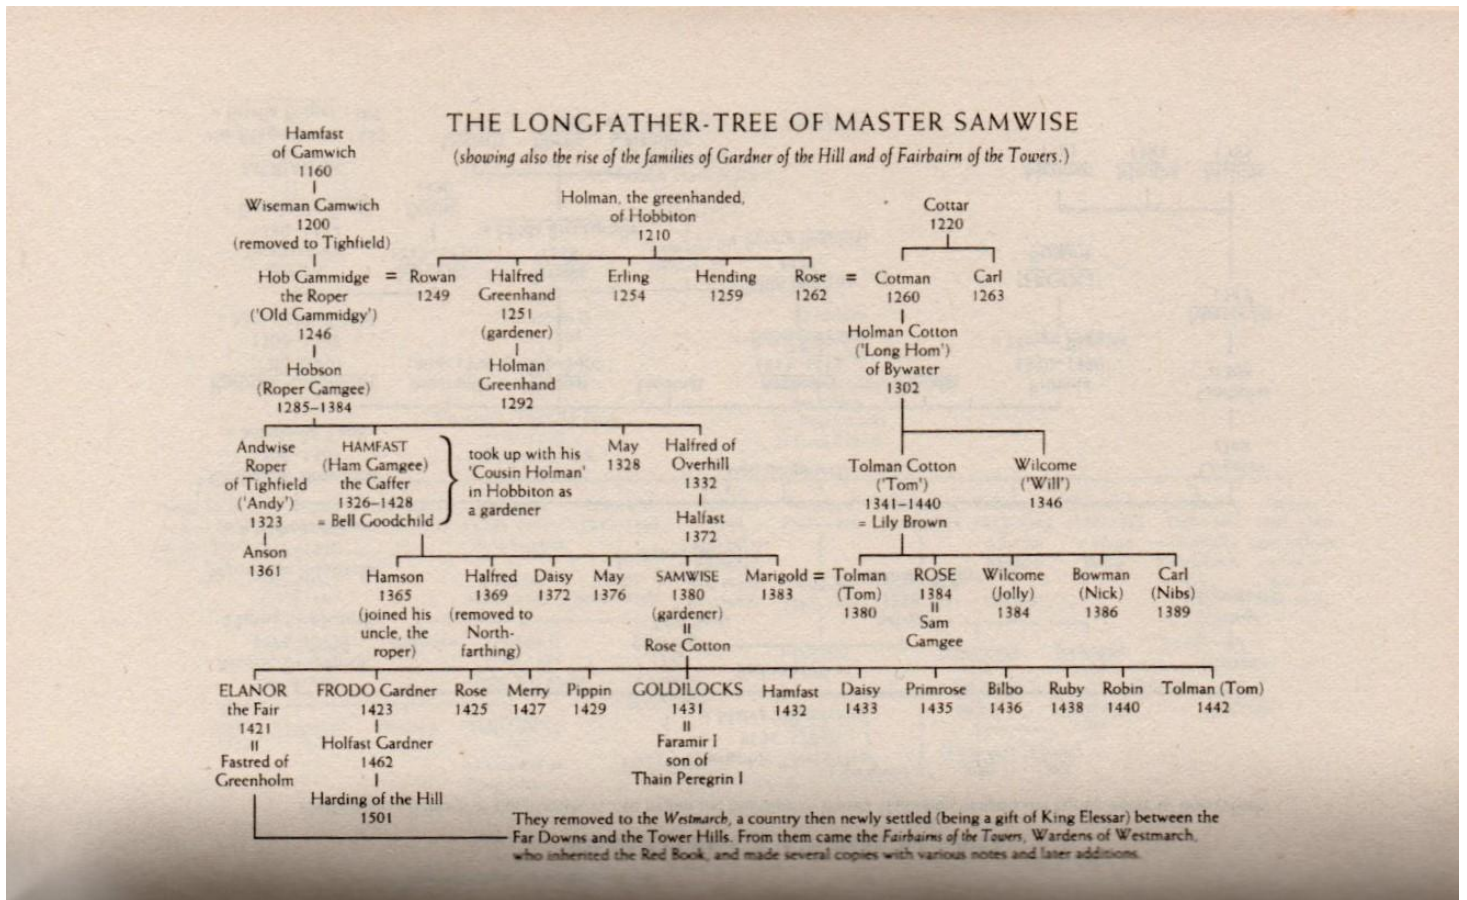 THE LONGFATHER-TREE OF MASTER SAMWISE
(showing also the rise of the families of Gardner of the Hill and of Fairbairn of the Towers.)
Hamfast
of Gamwich
1160
Wiseman Gamwich
1200
(removed to Tighfield)
Holman, the greenhanded,
of Hobbiton
1210
Cottar
1220
Hob Gammidge
the Roper
('Old Gammidgy')
1246
=
Rowan
1249
Halfred
Greenhand
1251
(gardener)
Erling
1254
Hending
1259
Rose
1262
=
Cotman
1260
Carl
1263
Hobson
(Roper Gamgee)
1285–1384
Holman
Greenhand
1292
Holman Cotton
('Long Hom')
of Bywater
1302
Andwise
Roper
of Tighfield
('Andy')
1323
Anson
1361
HAMFAST
(Ham Gamgee)
the Gaffer
1326–1428
= Bell Goodchild
took up with his
'Cousin Holman'
in Hobbiton as
a gardener
May
1328
Halfred of
Overhill
1332
Halfast
1372
Tolman Cotton
('Tom')
1341–1440
= Lily Brown
Wilcome
('Will')
1346
Hamson
1365
(joined his
uncle, the
roper)
Halfred
1369
(removed to
North-
farthing)
Daisy
1372
May
1376
SAMWISE
1380
(gardener)
=
Rose Cotton
Marigold =
1383
Tolman
(Tom)
1380
ROSE
1384
=
Sam
Gamgee
Wilcome
(Jolly)
1384
Bowman
(Nick)
1386
Carl
(Nibs)
1389
ELANOR
the Fair
1421
=
Fastred of
Greenholm
FRODO Gardner
1423
Holfast Gardner
1462
Harding of the Hill
1501
Rose
1425
Merry
1427
Pippin
1429
GOLDILOCKS
1431
=
Faramir I
son of
Thain Peregrin I
Hamfast
1432
Daisy
1433
Primrose
1435
Bilbo
1436
Ruby
1438
Robin
1440
Tolman (Tom)
1442
They removed to the Westmarch, a country then newly settled (being a gift of King Elessar) between the
Far Downs and the Tower Hills. From them came the Fairbairns of the Towers, Wardens of Westmarch,
who inherited the Red Book, and made several copies with various notes and later additions.